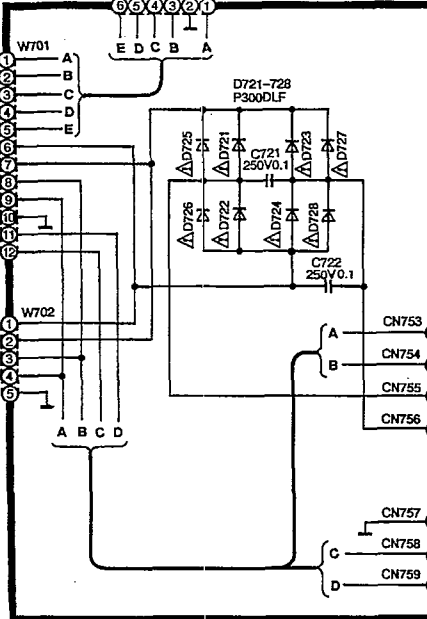 6 5 4 3 2 1
E D C B A
W701
1 A
2 B
3 C
4 D
5 E
6
7
8
9
10
11
12
D721-728
P300DLF
D725 D721 D723 D727
C721
250V0.1
D726 D722 D724 D728
C722
250V0.1
W702
1
2
3
4
5
A B C D
A CN753
B CN754
CN755
CN756
CN757
C CN758
D CN759